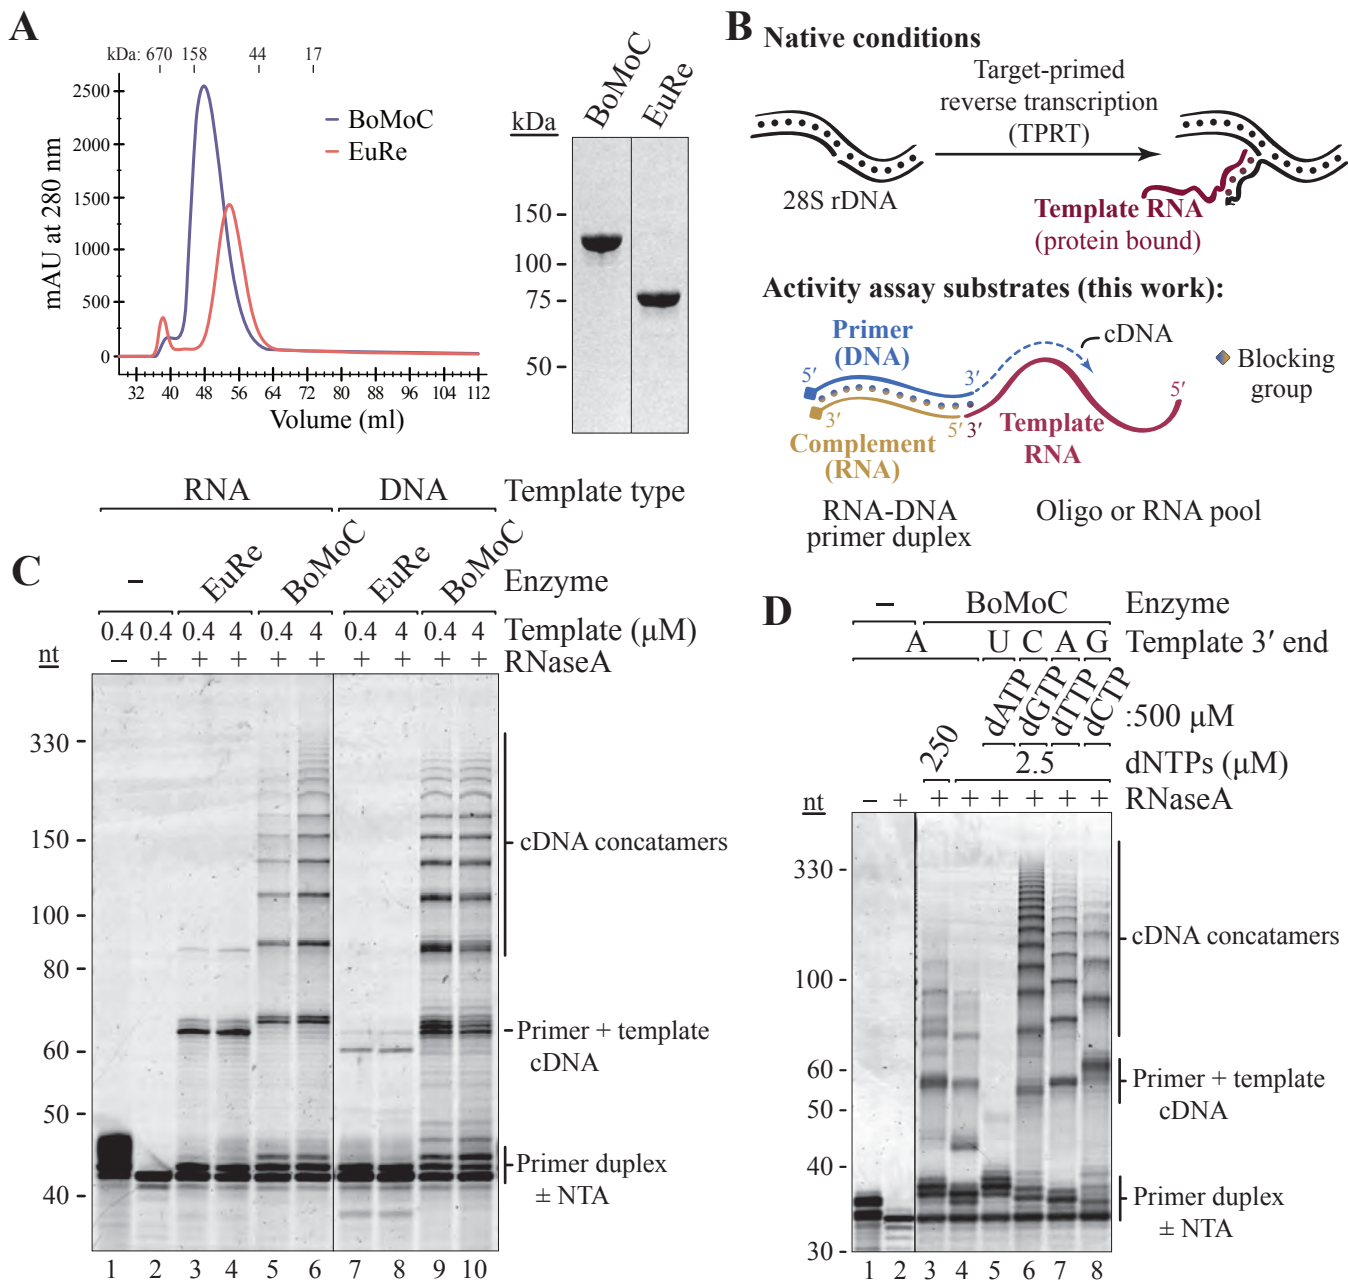 A
kDa: 670 158 44 17
mAU at 280 nm
2500
2000
1500
1000
500
0
BoMoC
EuRe
32 40 48 56 64 72 80 88 96 104 112
Volume (ml)
BoMoC EuRe
kDa
150
100
75
50
B
Native conditions
Target-primed
reverse transcription
(TPRT)
28S rDNA
Template RNA
(protein bound)
Activity assay substrates (this work):
Primer
(DNA)
cDNA
Blocking
group
5′ 3′ 5′
3′ 5′ 3′
Complement
(RNA)
Template
RNA
RNA-DNA
primer duplex
Oligo or RNA pool
C
RNA DNA Template type
– EuRe BoMoC EuRe BoMoC Enzyme
0.4 0.4 0.4 4 0.4 4 0.4 4 0.4 4 Template (μM)
– + + + + + + + + + RNaseA
nt
330
150
100
80
60
50
40
cDNA concatamers
Primer + template
cDNA
Primer duplex
± NTA
1 2 3 4 5 6 7 8 9 10
D
– BoMoC Enzyme
A U C A G Template 3′ end
dATP dGTP dTTP dCTP :500 μM
250 2.5 dNTPs (μM)
– + + + + + + + RNaseA
nt
330
100
60
50
40
30
cDNA concatamers
Primer + template
cDNA
Primer duplex
± NTA
1 2 3 4 5 6 7 8